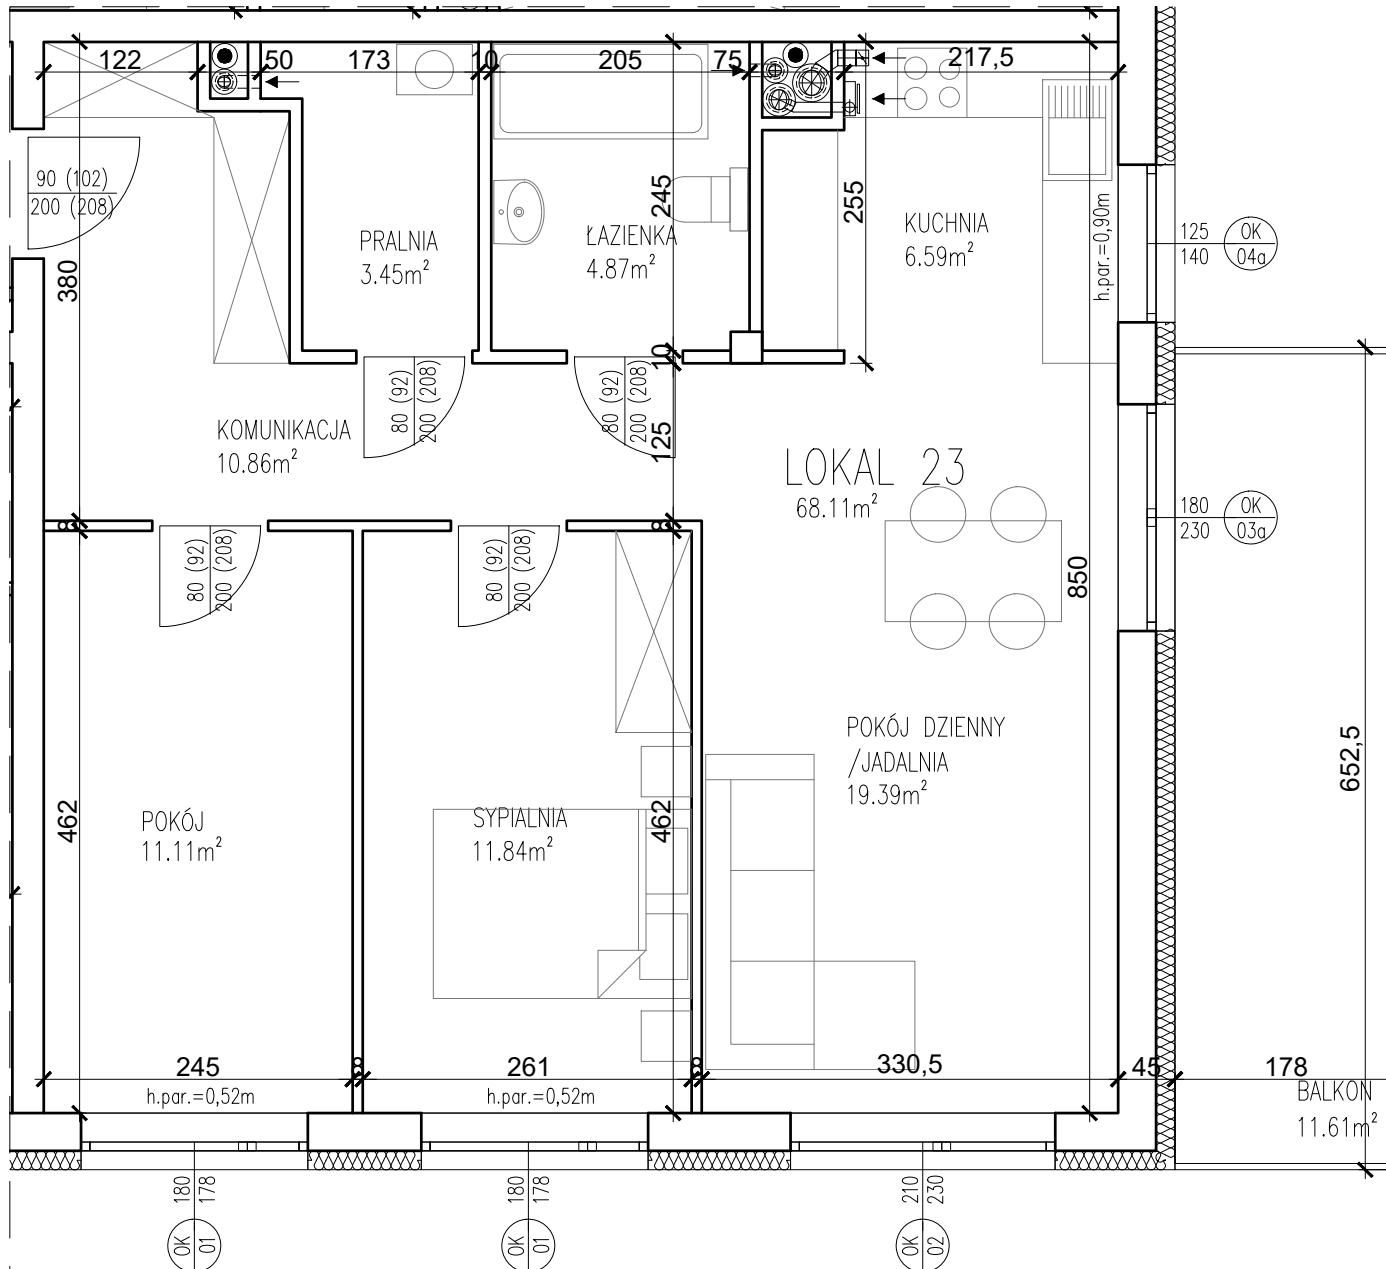 122
50
173
10
205
75
217,5
90 (102)
200 (208)
380
PRALNIA
3.45m²
245
ŁAZIENKA
4.87m²
255
KUCHNIA
6.59m²
h.par.=0,90m
125
140
OK
04a
10
80 (92)
200 (208)
80 (92)
200 (208)
125
KOMUNIKACJA
10.86m²
LOKAL 23
68.11m²
180
230
OK
03a
80 (92)
200 (208)
80 (92)
200 (208)
850
652,5
POKÓJ DZIENNY
/JADALNIA
19.39m²
462
POKÓJ
11.11m²
SYPIALNIA
11.84m²
462
245
261
330,5
45
178
h.par.=0,52m
h.par.=0,52m
BALKON
11.61m²
180
178
OK
01
180
178
OK
01
210
230
OK
02